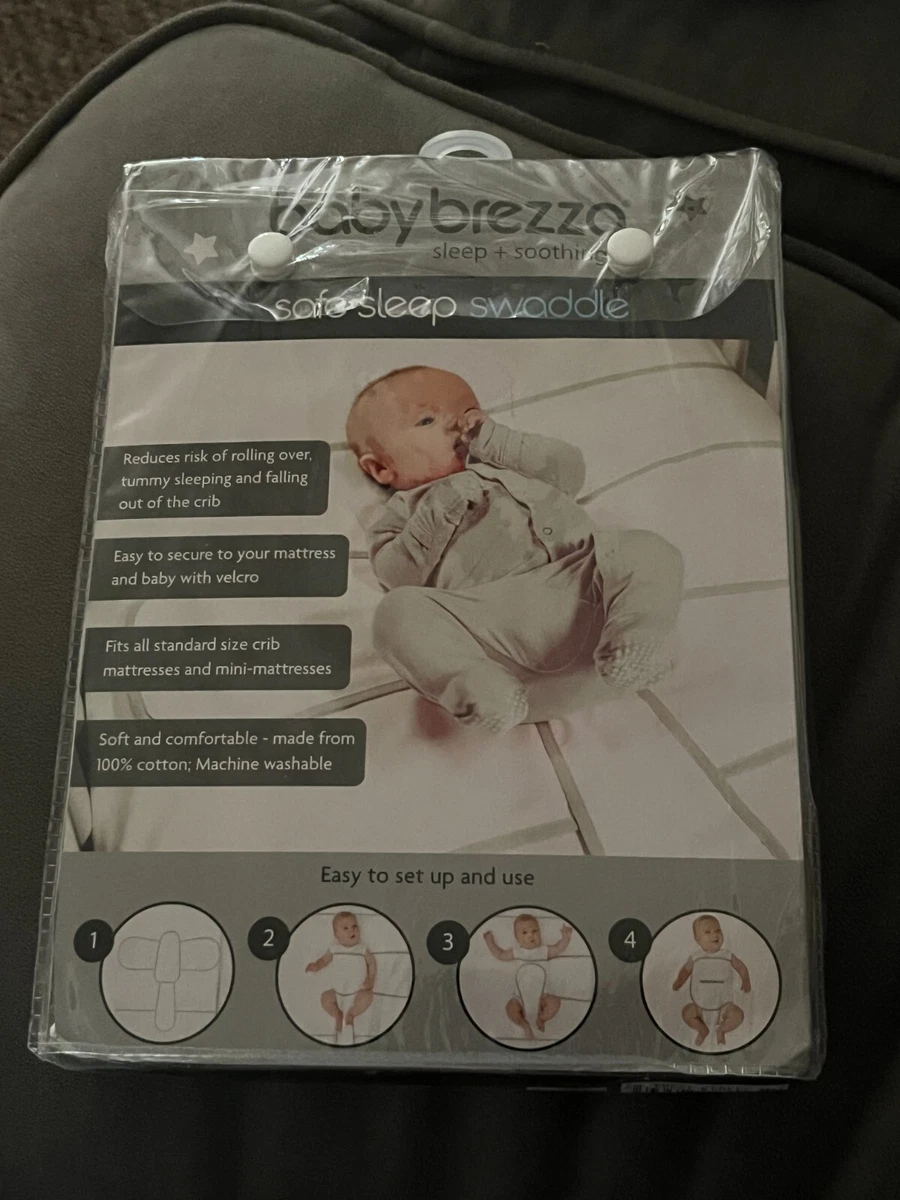 baby brezza
sleep + soothing
safe sleep swaddle
Reduces risk of rolling over,
tummy sleeping and falling
out of the crib
Easy to secure to your mattress
and baby with velcro
Fits all standard size crib
mattresses and mini-mattresses
Soft and comfortable - made from
100% cotton; Machine washable
Easy to set up and use
1
2
3
4